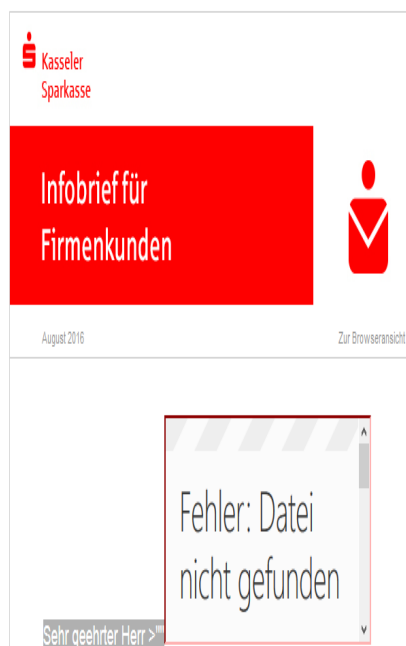 Kasseler
Sparkasse
Infobrief für
Firmenkunden
August 2016 Zur Browseransicht
Fehler: Datei
nicht gefunden
Sehr geehrter Herr >""